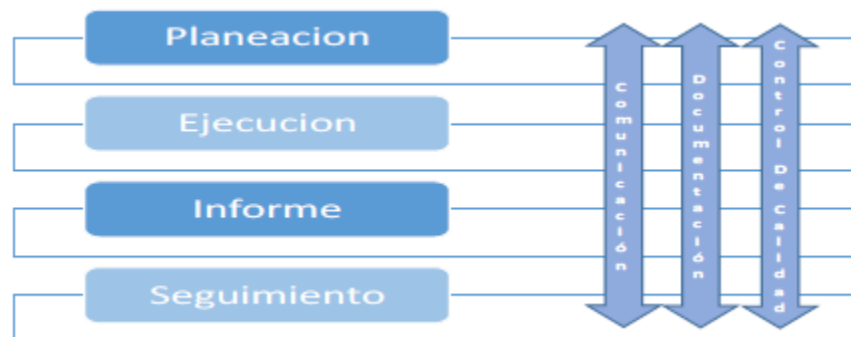 Planeacion
Ejecucion
Informe
Seguimiento
Comunicación
Documentación
Control De Calidad